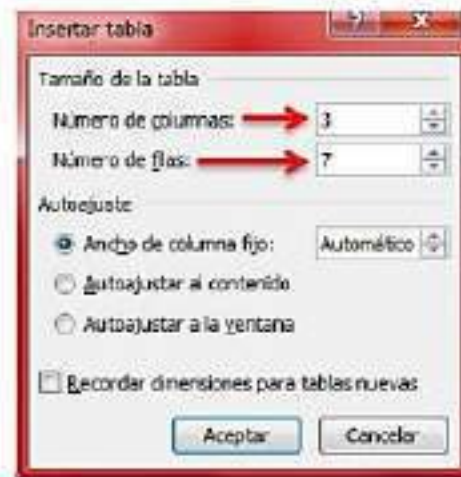 Insertar tabla
Tamaño de la tabla
Número de columnas: 3
Número de filas: 7
Autoajuste
Ancho de columna fijo: Automático
Autoajustar al contenido
Autoajustar a la ventana
Recordar dimensiones para tablas nuevas
Aceptar Cancelar